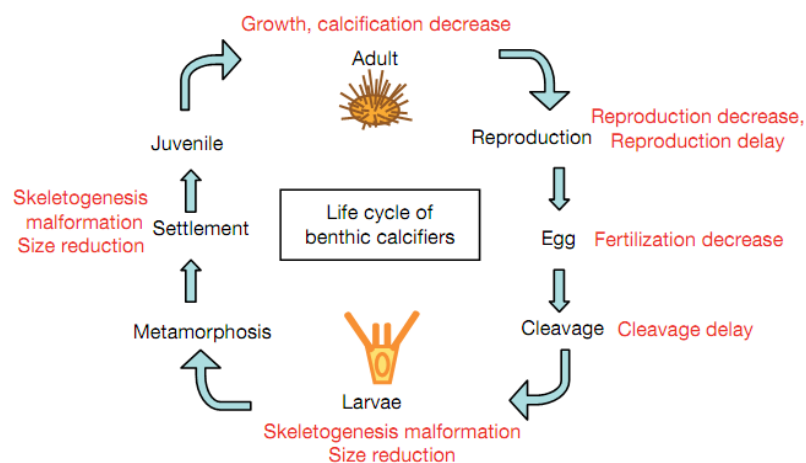 Growth, calcification decrease
Adult
Reproduction
Reproduction decrease,
Reproduction delay
Egg
Fertilization decrease
Cleavage
Cleavage delay
Larvae
Skeletogenesis malformation
Size reduction
Metamorphosis
Settlement
Skeletogenesis
malformation
Size reduction
Juvenile
Life cycle of
benthic calcifiers